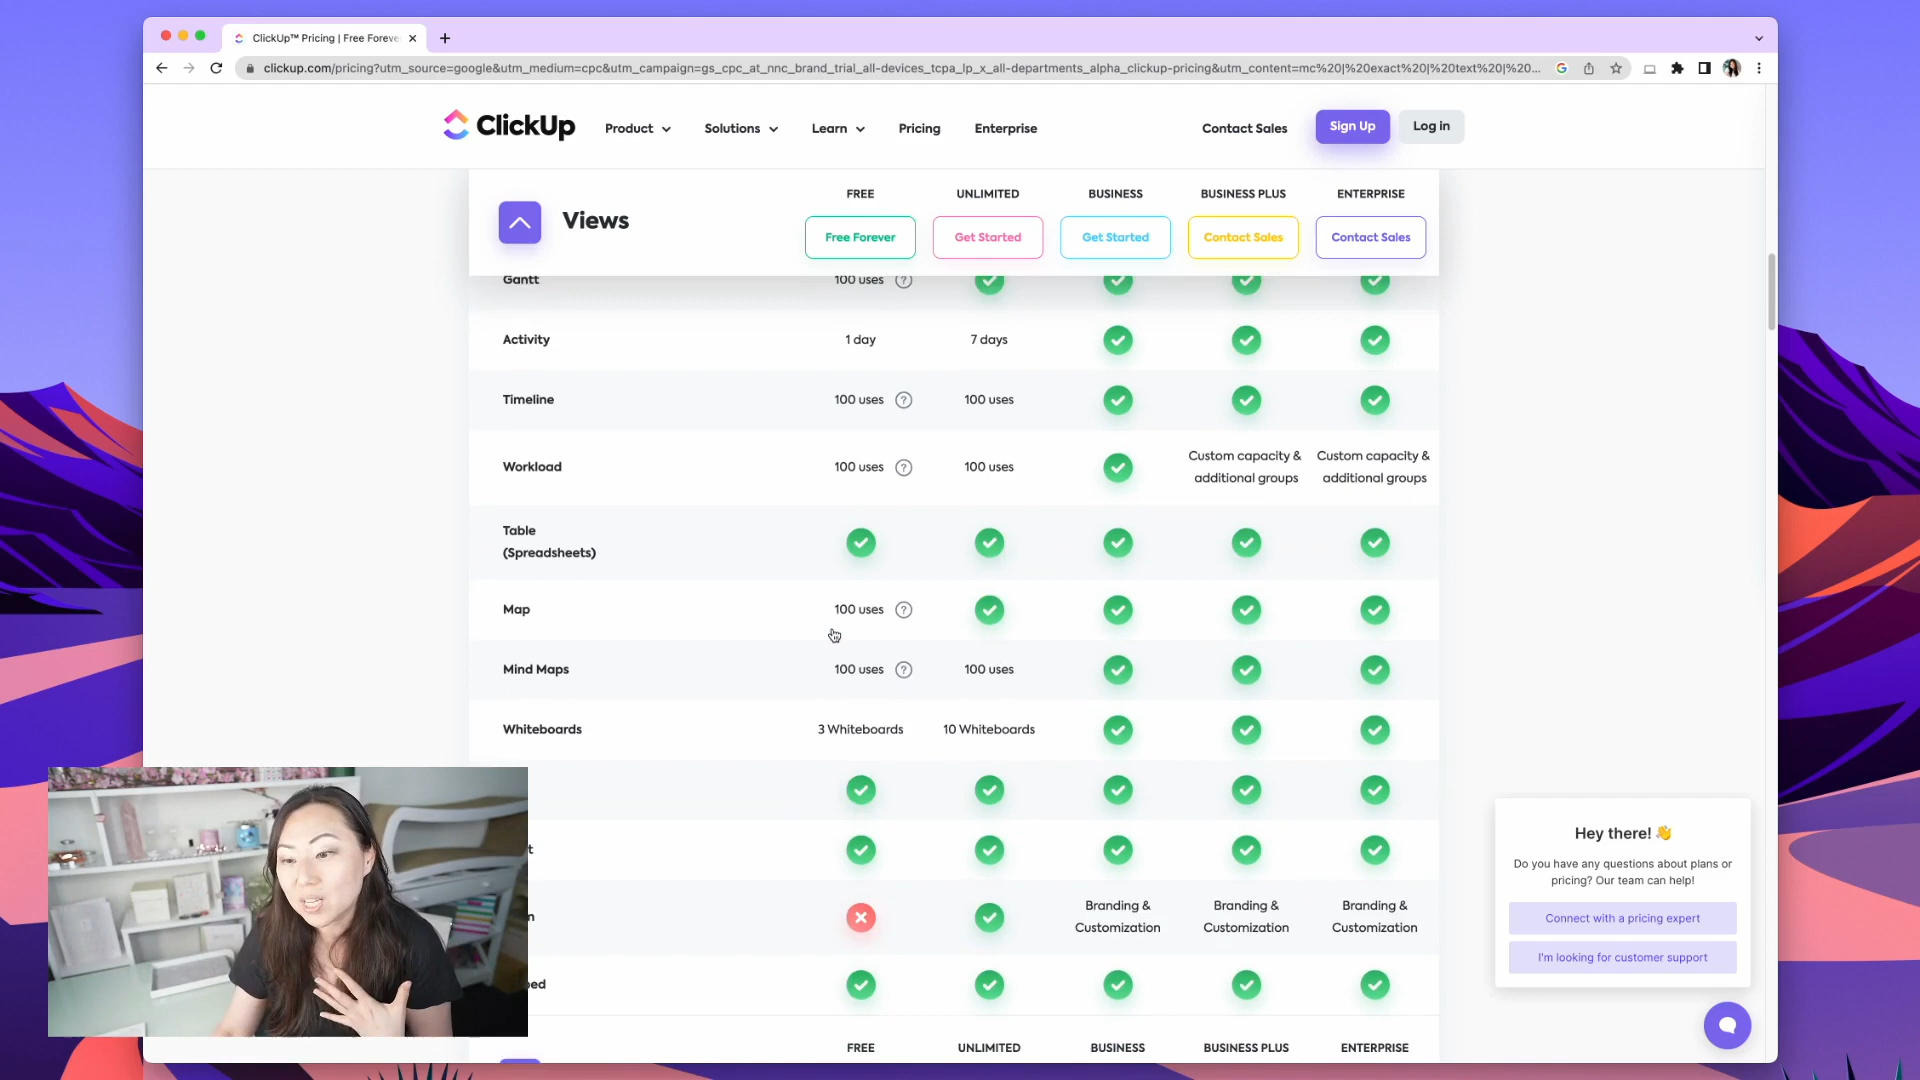 ClickUp™ Pricing | Free Foreve
clickup.com/pricing?utm_source=google&utm_medium=cpc&utm_campaign=gs_cpc_at_nnc_brand_trial_all-devices_tcpa_lp_x_all-departments_alpha_clickup-pricing&utm_content=mc%20|%20exact%20|%20text%20|%20...
ClickUp Product Solutions Learn Pricing Enterprise Contact Sales Sign Up Log in
FREE UNLIMITED BUSINESS BUSINESS PLUS ENTERPRISE
Views
Free Forever Get Started Get Started Contact Sales Contact Sales
Gantt 100 uses ?
Activity 1 day 7 days
Timeline 100 uses ? 100 uses
Workload 100 uses ? 100 uses
Custom capacity & additional groups
Custom capacity & additional groups
Table
(Spreadsheets)
Map 100 uses ?
Mind Maps 100 uses ? 100 uses
Whiteboards 3 Whiteboards 10 Whiteboards
t
n
Branding &
Customization
Branding &
Customization
Branding &
Customization
ped
FREE UNLIMITED BUSINESS BUSINESS PLUS ENTERPRISE
Hey there! 👋
Do you have any questions about plans or
pricing? Our team can help!
Connect with a pricing expert
I'm looking for customer support